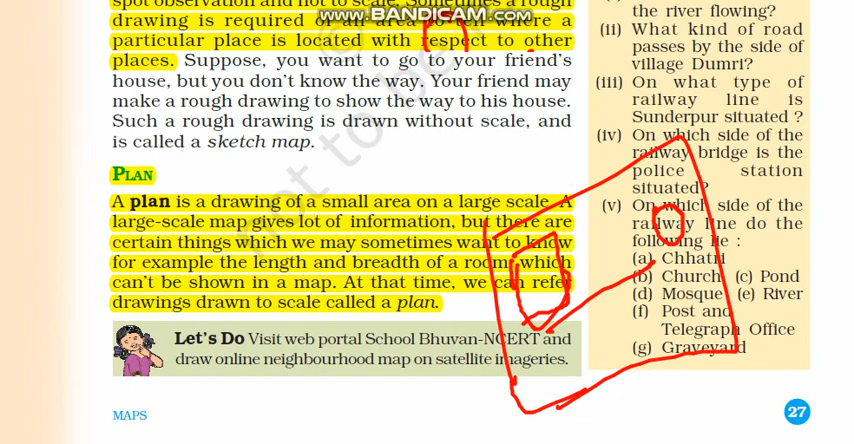 spot observation and not to scale. Sometimes a rough
drawing is required of an area to tell where a
particular place is located with respect to other
places. Suppose, you want to go to your friend's
house, but you don't know the way. Your friend may
make a rough drawing to show the way to his house.
Such a rough drawing is drawn without scale, and
is called a sketch map.
PLAN
A plan is a drawing of a small area on a large scale. A
large-scale map gives lot of information, but there are
certain things which we may sometimes want to know
for example the length and breadth of a room, which
can't be shown in a map. At that time, we can refer
drawings drawn to scale called a plan.
Let's Do Visit web portal School Bhuvan-NCERT and
draw online neighbourhood map on satellite imageries.
MAPS
the river flowing?
(ii) What kind of road
passes by the side of
village Dumri?
(iii) On what type of
railway line is
Sunderpur situated ?
(iv) On which side of the
railway bridge is the
police station
situated?
(v) On which side of the
railway line do the
following lie :
(a) Chhatri
(b) Church (c) Pond
(d) Mosque (e) River
(f) Post and
Telegraph Office
(g) Graveyard
27
WWW.BANDICAM.COM
not to be